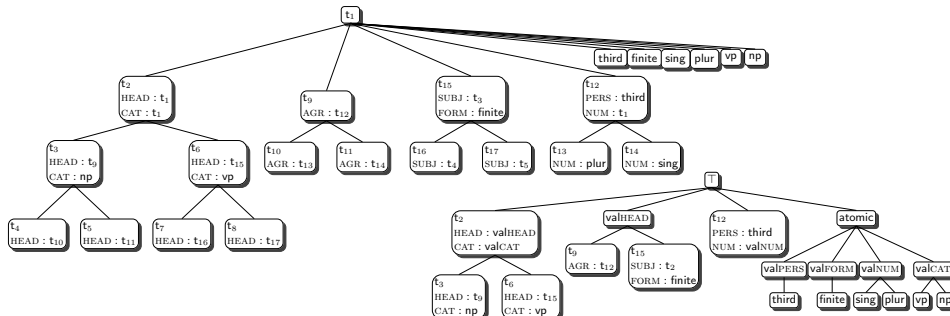 t₁
third finite sing plur vp np
t₂
HEAD : t₁
CAT : t₁
t₉
AGR : t₁₂
t₁₅
SUBJ : t₃
FORM : finite
t₁₂
PERS : third
NUM : t₁
t₃
HEAD : t₉
CAT : np
t₆
HEAD : t₁₅
CAT : vp
t₁₀
AGR : t₁₃
t₁₁
AGR : t₁₄
t₁₆
SUBJ : t₄
t₁₇
SUBJ : t₅
t₁₃
NUM : plur
t₁₄
NUM : sing
t₄
HEAD : t₁₀
t₅
HEAD : t₁₁
t₇
HEAD : t₁₆
t₈
HEAD : t₁₇
⊤
t₂
HEAD : valHEAD
CAT : valCAT
valHEAD
t₁₂
PERS : third
NUM : valNUM
atomic
t₉
AGR : t₁₂
t₁₅
SUBJ : t₂
FORM : finite
valPERS valFORM valNUM valCAT
t₃
HEAD : t₉
CAT : np
t₆
HEAD : t₁₅
CAT : vp
third finite sing plur vp np